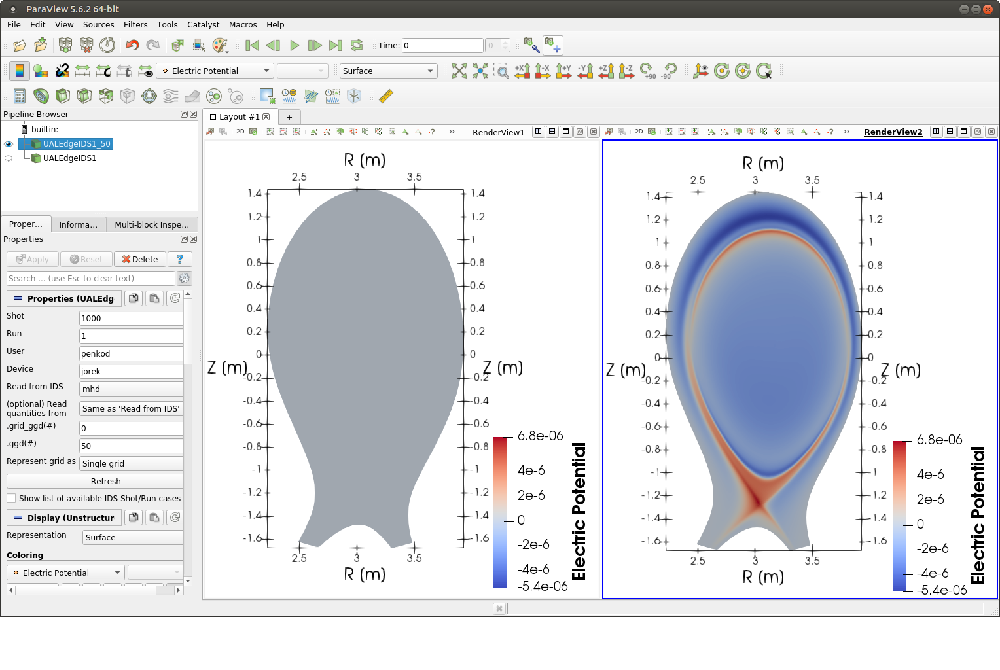 ParaView 5.6.2 64-bit
File Edit View Sources Filters Tools Catalyst Macros Help
Time: 0 0
Electric Potential Surface +X -X +Y -Y +Z -Z +90 -90
Pipeline Browser
builtin:
UALEdgeIDS1_50
UALEdgeIDS1
Proper... Informa... Multi-block Inspe...
Properties
Apply Reset Delete ?
Search ... (use Esc to clear text)
Properties (UALEdge
Shot 1000
Run 1
User penkod
Device jorek
Read from IDS mhd
(optional) Read
quantities from Same as 'Read from IDS'
.grid_ggd(#) 0
.ggd(#) 50
Represent grid as Single grid
Refresh
Show list of available IDS Shot/Run cases
Display (Unstructur
Representation Surface
Coloring
Electric Potential
Layout #1 +
2D ? » RenderView1
R (m)
2.5 3 3.5
1.4 1.4
1.2 1.2
1 1
0.8 0.8
0.6 0.6
0.4 0.4
0.2 0.2
0 0
Z (m) Z (m)
-0.2 -0.2
-0.4 -0.4
-0.6 -0.6
-0.8 -0.8
-1 -1
-1.2 -1.2
-1.4 -1.4
-1.6 -1.6
2.5 3 3.5
R (m)
6.8e-06
4e-6
2e-6
0
-2e-6
-4e-6
-5.4e-06
Electric Potential
2D ? » RenderView2
R (m)
2.5 3 3.5
1.4 1.4
1.2 1.2
1 1
0.8 0.8
0.6 0.6
0.4 0.4
0.2 0.2
0 0
Z (m) Z (m)
-0.2 -0.2
-0.4 -0.4
-0.6 -0.6
-0.8 -0.8
-1 -1
-1.2 -1.2
-1.4 -1.4
-1.6 -1.6
2.5 3 3.5
R (m)
6.8e-06
4e-6
2e-6
0
-2e-6
-4e-6
-5.4e-06
Electric Potential